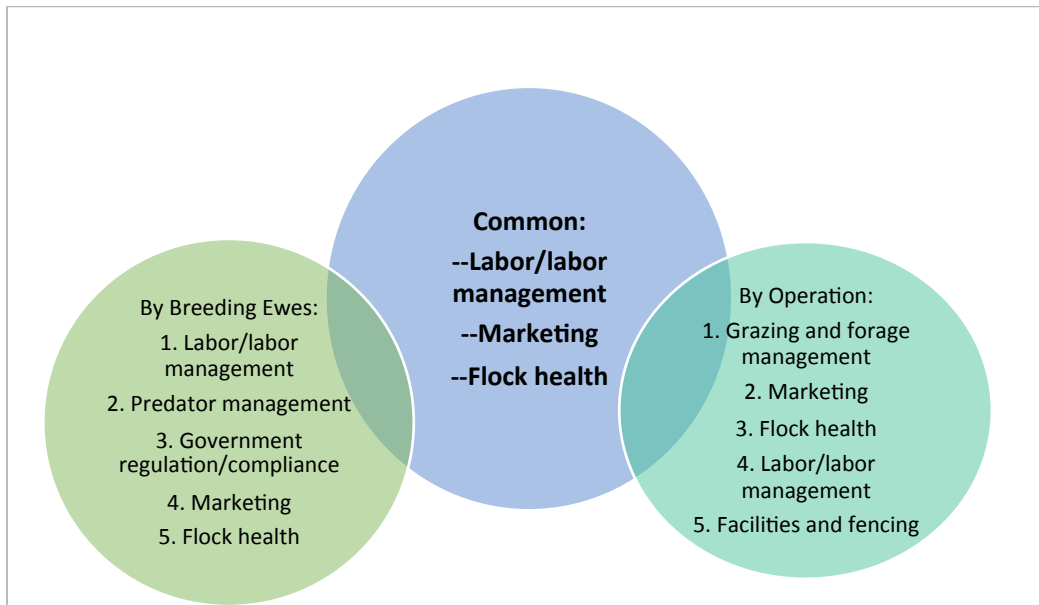 Common:
--Labor/labor
management
--Marketing
--Flock health
By Breeding Ewes:
1. Labor/labor
management
2. Predator management
3. Government
regulation/compliance
4. Marketing
5. Flock health
By Operation:
1. Grazing and forage
management
2. Marketing
3. Flock health
4. Labor/labor
management
5. Facilities and fencing